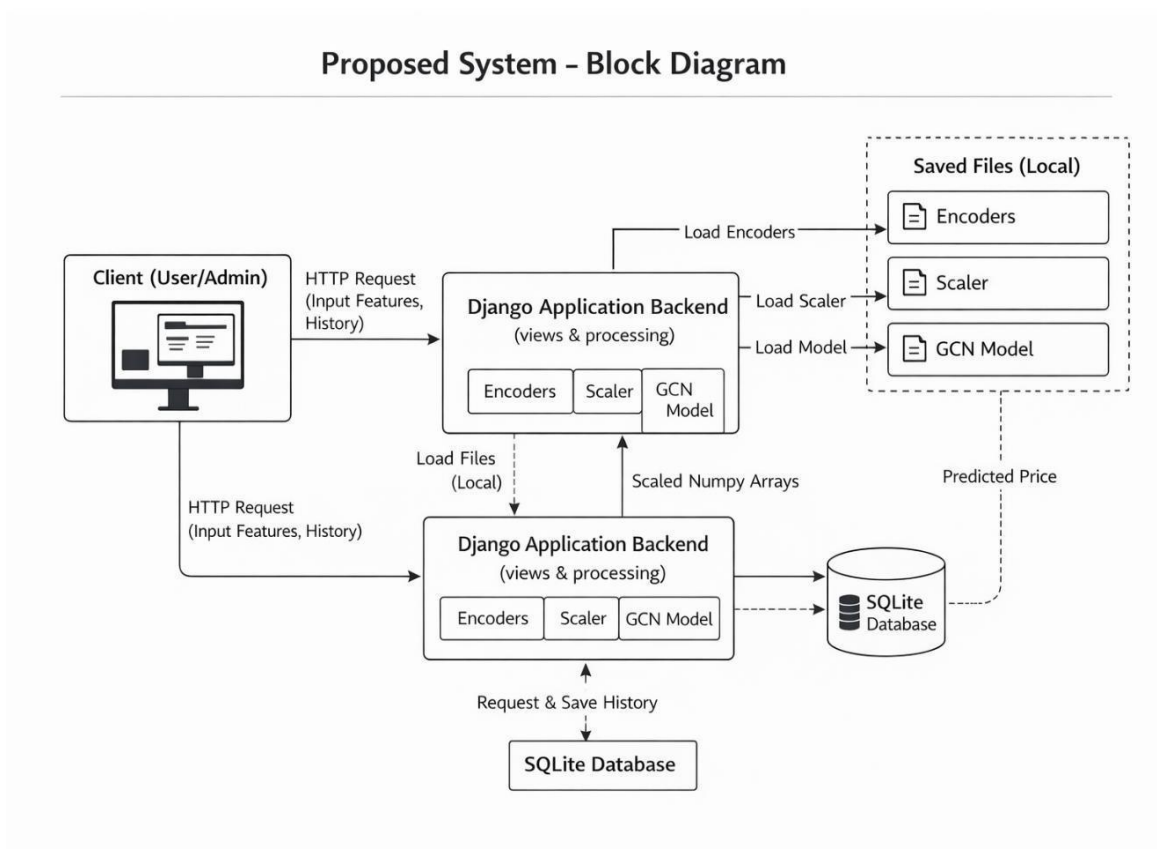 Proposed System – Block Diagram
Saved Files (Local)
Encoders
Scaler
GCN Model
Load Encoders
Load Scaler
Load Model
Client (User/Admin)
HTTP Request
(Input Features,
History)
Django Application Backend
(views & processing)
Encoders
Scaler
GCN
Model
Load Files
(Local)
Scaled Numpy Arrays
Predicted Price
HTTP Request
(Input Features, History)
Django Application Backend
(views & processing)
Encoders
Scaler
GCN Model
SQLite
Database
Request & Save History
SQLite Database